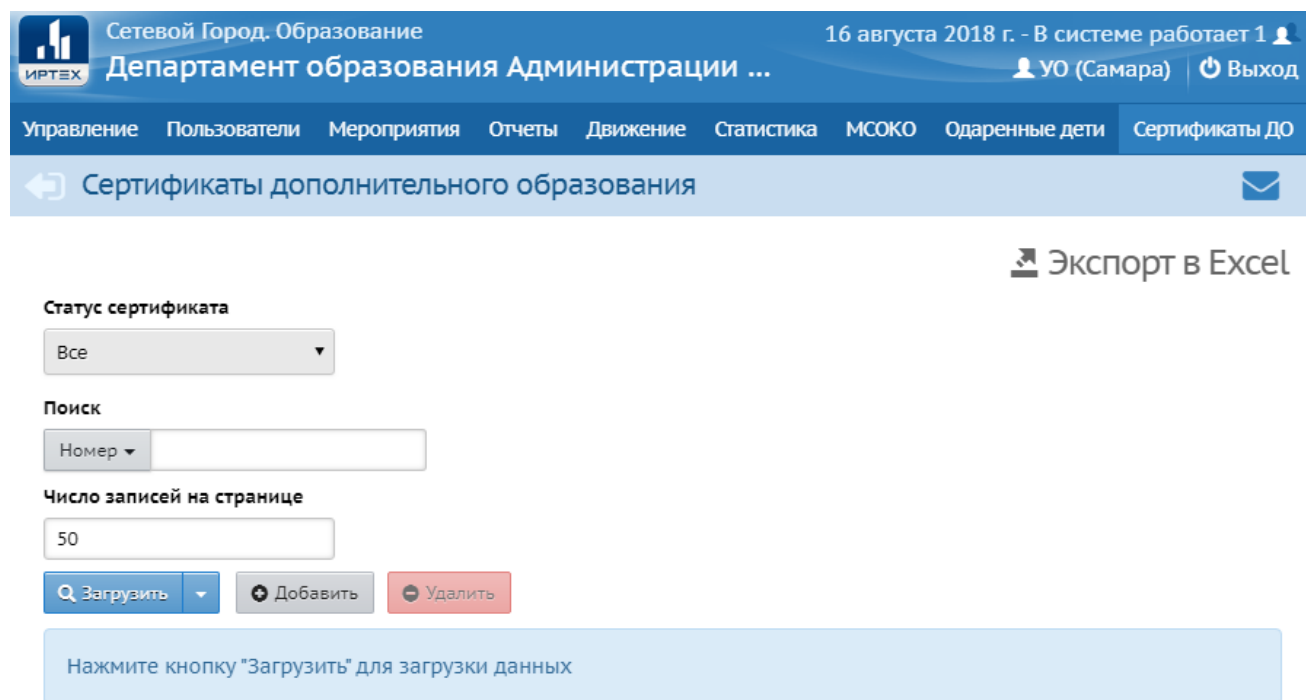 Сетевой Город. Образование
16 августа 2018 г. - В системе работает 1
ИРТЕХ
Департамент образования Администрации ...
УО (Самара)
Выход
Управление Пользователи Мероприятия Отчеты Движение Статистика МСОКО Одаренные дети Сертификаты ДО
Сертификаты дополнительного образования
Экспорт в Excel
Статус сертификата
Все
Поиск
Номер
Число записей на странице
50
Загрузить Добавить Удалить
Нажмите кнопку "Загрузить" для загрузки данных